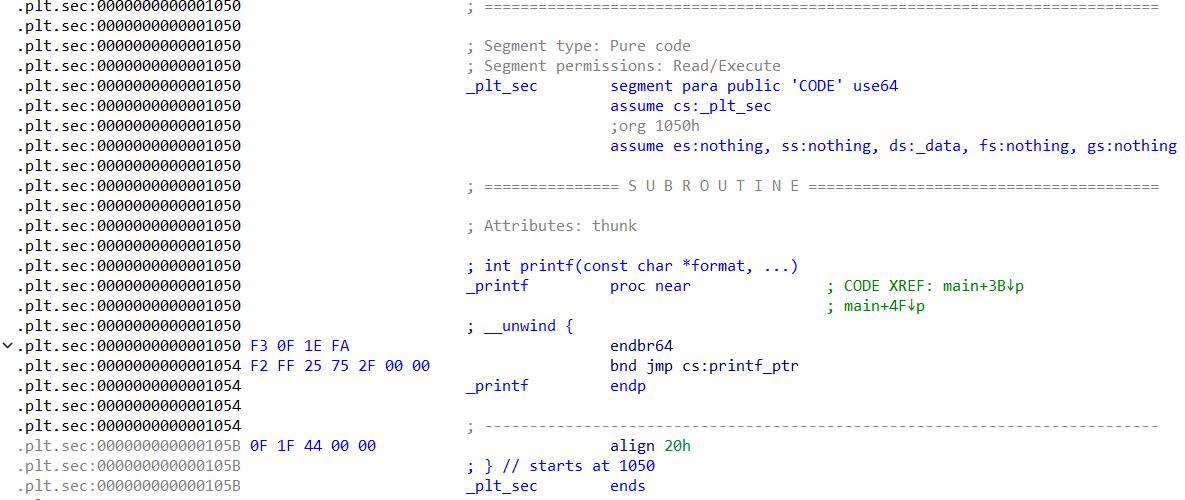 .plt.sec:0000000000001050 ; ===========================================================================
.plt.sec:0000000000001050
.plt.sec:0000000000001050 ; Segment type: Pure code
.plt.sec:0000000000001050 ; Segment permissions: Read/Execute
.plt.sec:0000000000001050 _plt_sec segment para public 'CODE' use64
.plt.sec:0000000000001050 assume cs:_plt_sec
.plt.sec:0000000000001050 ;org 1050h
.plt.sec:0000000000001050 assume es:nothing, ss:nothing, ds:_data, fs:nothing, gs:nothing
.plt.sec:0000000000001050
.plt.sec:0000000000001050 ; =============== S U B R O U T I N E =======================================
.plt.sec:0000000000001050
.plt.sec:0000000000001050 ; Attributes: thunk
.plt.sec:0000000000001050
.plt.sec:0000000000001050 ; int printf(const char *format, ...)
.plt.sec:0000000000001050 _printf proc near ; CODE XREF: main+3B↓p
.plt.sec:0000000000001050 ; main+4F↓p
.plt.sec:0000000000001050 ; __unwind {
.plt.sec:0000000000001050 F3 0F 1E FA endbr64
.plt.sec:0000000000001054 F2 FF 25 75 2F 00 00 bnd jmp cs:printf_ptr
.plt.sec:0000000000001054 _printf endp
.plt.sec:0000000000001054
.plt.sec:0000000000001054 ; ---------------------------------------------------------------------------
.plt.sec:000000000000105B 0F 1F 44 00 00 align 20h
.plt.sec:000000000000105B ; } // starts at 1050
.plt.sec:000000000000105B _plt_sec ends